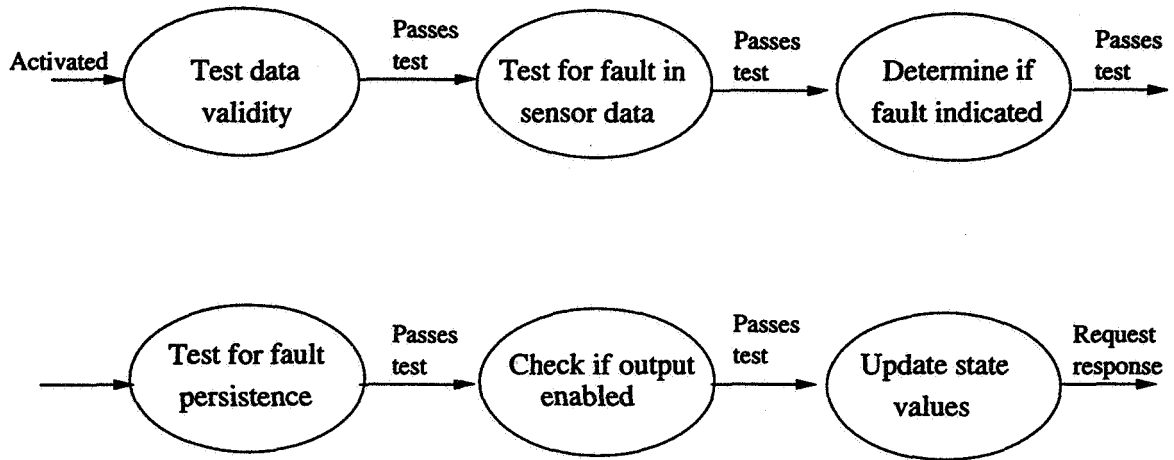 Activated
Test data
validity
Passes
test
Test for fault in
sensor data
Passes
test
Determine if
fault indicated
Passes
test
Test for fault
persistence
Passes
test
Check if output
enabled
Passes
test
Update state
values
Request
response